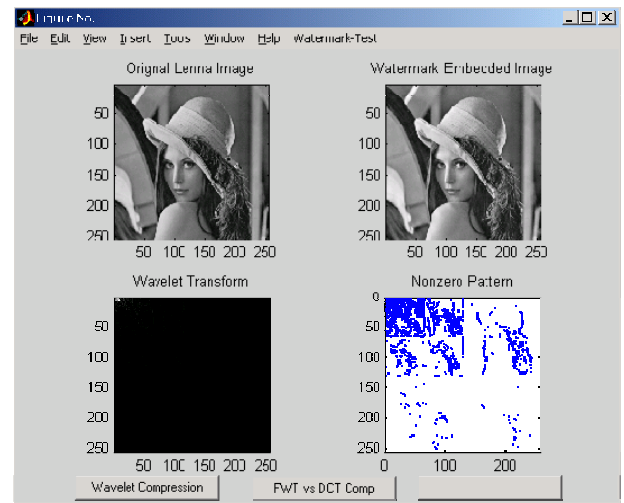 Figure No.
File Edit View Insert Tools Window Help Watermark-Test
Orignal Lenna Image
Watermark Embedded Image
50
100
150
200
250
50 100 150 200 250
50
100
150
200
250
50 100 150 200 250
Wavelet Transform
Nonzero Pattern
50
100
150
200
250
50 100 150 200 250
0
50
100
150
200
250
0 100 200
Wavelet Compression
FWT vs DCT Comp